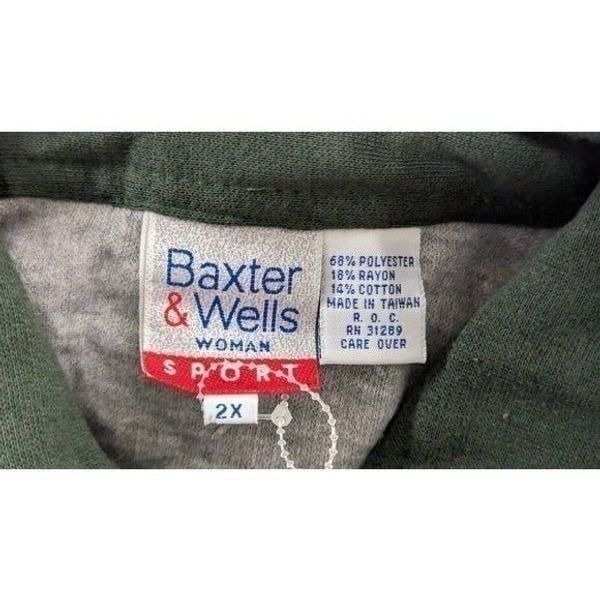 Baxter
& Wells
WOMAN
SPORT
2X
68% POLYESTER
18% RAYON
14% COTTON
MADE IN TAIWAN
R. O. C.
RN 31289
CARE OVER